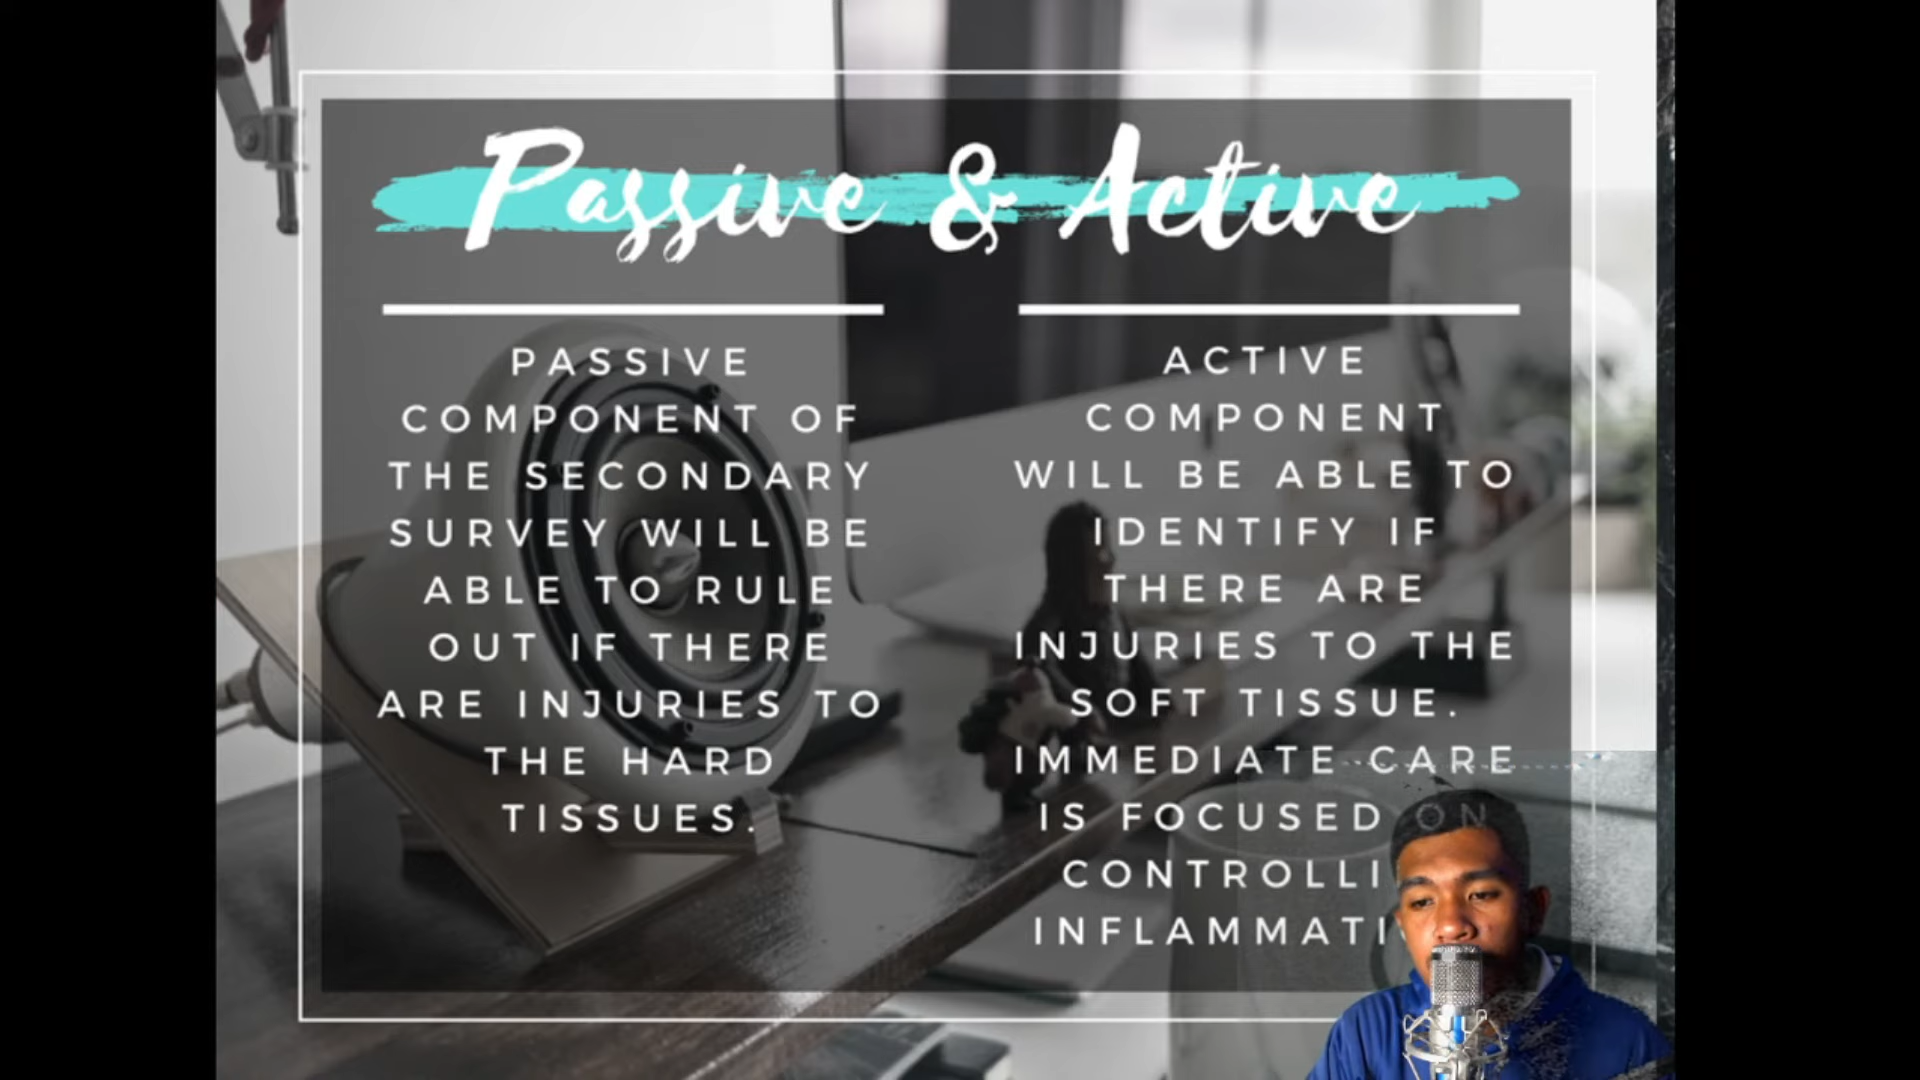 Passive & Active
PASSIVE
COMPONENT OF
THE SECONDARY
SURVEY WILL BE
ABLE TO RULE
OUT IF THERE
ARE INJURIES TO
THE HARD
TISSUES.
ACTIVE
COMPONENT
WILL BE ABLE TO
IDENTIFY IF
THERE ARE
INJURIES TO THE
SOFT TISSUE.
IMMEDIATE CARE
IS FOCUSED ON